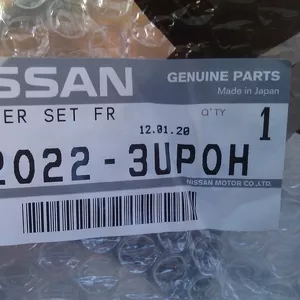 NISSAN GENUINE PARTS
Made in Japan
ER SET FR Q'TY
12.01.20 1
2022-3UP0H
NISSAN MOTOR CO.,LTD.